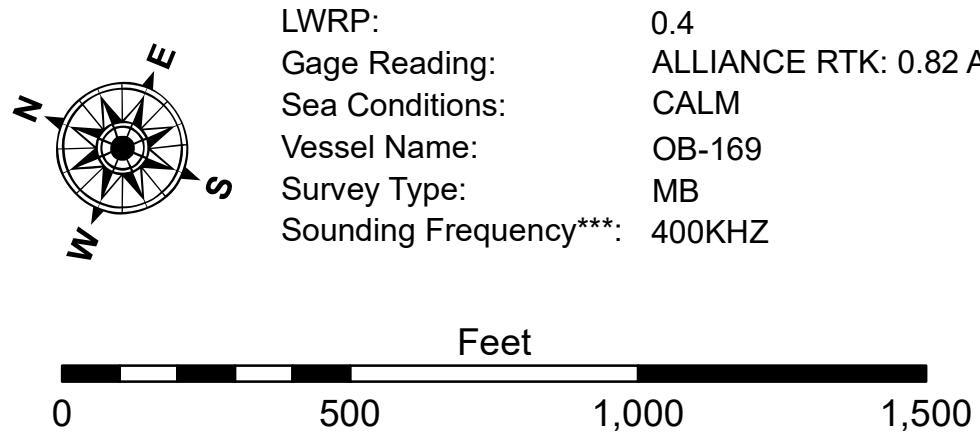 LWRP: 0.4
Gage Reading: ALLIANCE RTK: 0.82 A
Sea Conditions: CALM
Vessel Name: OB-169
Survey Type: MB
Sounding Frequency***: 400KHZ
N
E
S
W
Feet
0 500 1,000 1,500